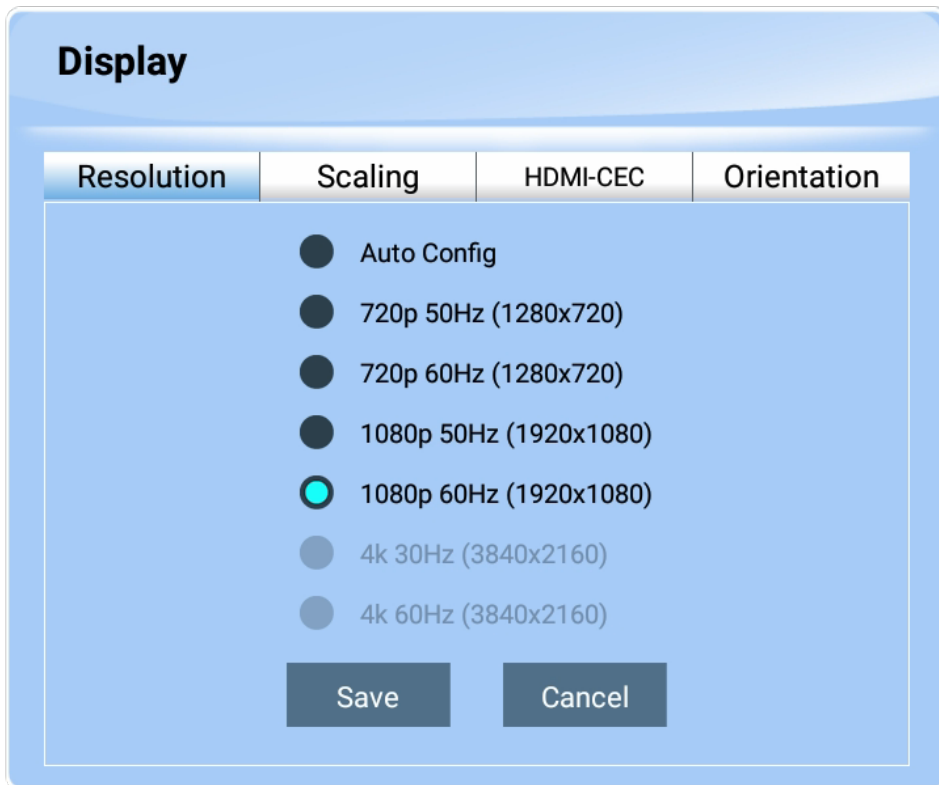 Display
Resolution Scaling HDMI-CEC Orientation
Auto Config
720p 50Hz (1280x720)
720p 60Hz (1280x720)
1080p 50Hz (1920x1080)
1080p 60Hz (1920x1080)
4k 30Hz (3840x2160)
4k 60Hz (3840x2160)
Save Cancel